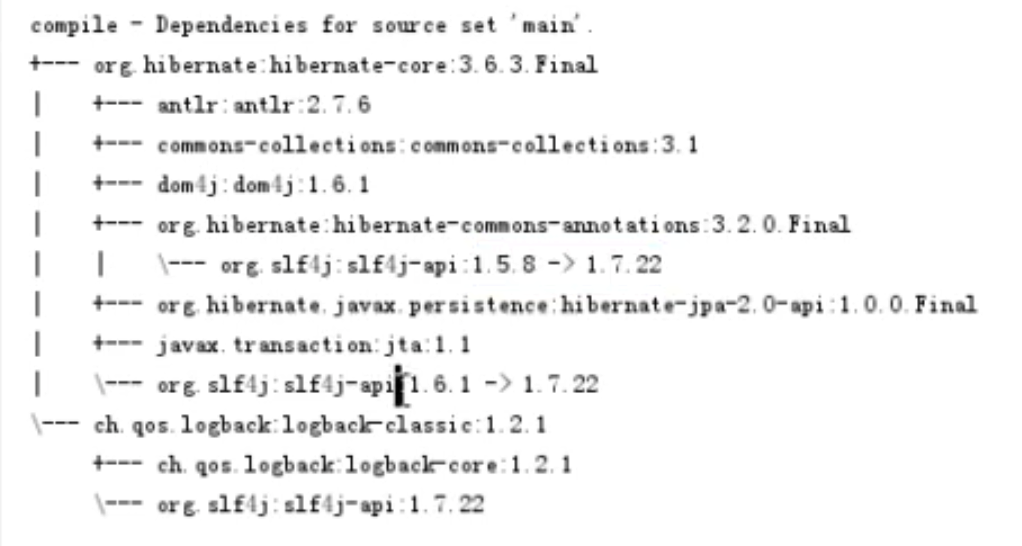 compile - Dependencies for source set 'main'.
+--- org.hibernate:hibernate-core:3.6.3.Final
|    +--- antlr:antlr:2.7.6
|    +--- commons-collections:commons-collections:3.1
|    +--- dom4j:dom4j:1.6.1
|    +--- org.hibernate:hibernate-commons-annotations:3.2.0.Final
|    |    \--- org.slf4j:slf4j-api:1.5.8 -> 1.7.22
|    +--- org.hibernate.javax.persistence:hibernate-jpa-2.0-api:1.0.0.Final
|    +--- javax.transaction:jta:1.1
|    \--- org.slf4j:slf4j-api:1.6.1 -> 1.7.22
\--- ch.qos.logback:logback-classic:1.2.1
     +--- ch.qos.logback:logback-core:1.2.1
     \--- org.slf4j:slf4j-api:1.7.22